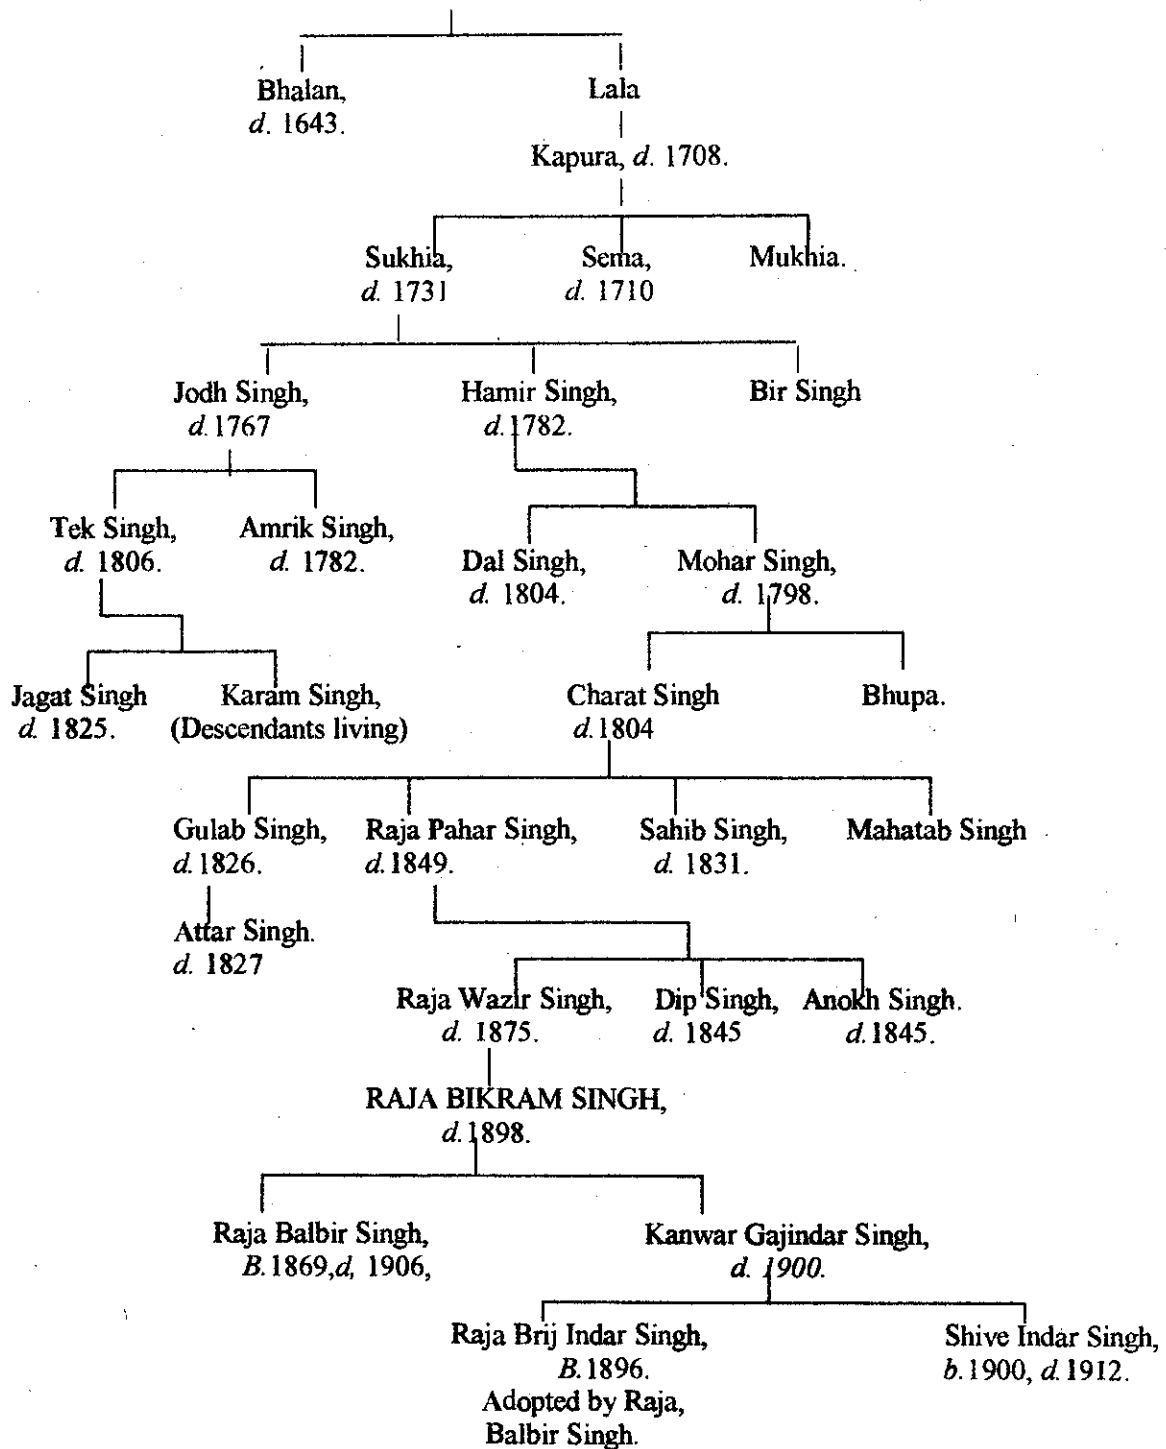 Bhalan,
d. 1643.
Lala
Kapura, d. 1708.
Sukhia,
d. 1731
Sema,
d. 1710
Mukhia.
Jodh Singh,
d. 1767
Hamir Singh,
d. 1782.
Bir Singh
Tek Singh,
d. 1806.
Amrik Singh,
d. 1782.
Dal Singh,
d. 1804.
Mohar Singh,
d. 1798.
Jagat Singh
d. 1825.
Karam Singh,
(Descendants living)
Charat Singh
d. 1804
Bhupa.
Gulab Singh,
d. 1826.
Raja Pahar Singh,
d. 1849.
Sahib Singh,
d. 1831.
Mahatab Singh
Attar Singh.
d. 1827
Raja Wazir Singh,
d. 1875.
Dip Singh,
d. 1845
Anokh Singh.
d. 1845.
RAJA BIKRAM SINGH,
d. 1898.
Raja Balbir Singh,
B. 1869, d, 1906,
Kanwar Gajindar Singh,
d. 1900.
Raja Brij Indar Singh,
B. 1896.
Adopted by Raja,
Balbir Singh.
Shive Indar Singh,
b. 1900, d. 1912.